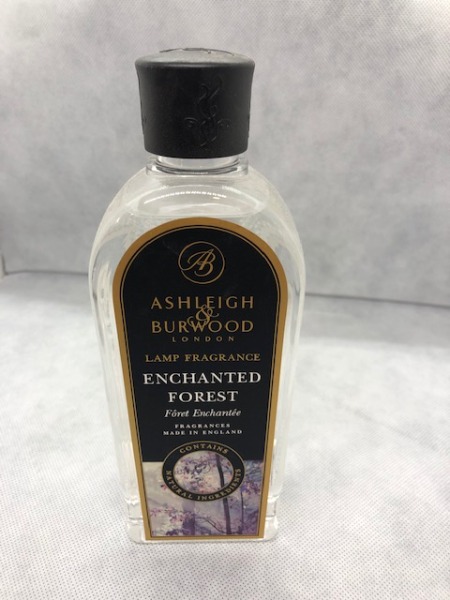 AB
ASHLEIGH
&
BURWOOD
LONDON
LAMP FRAGRANCE
ENCHANTED
FOREST
Fôret Enchantée
FRAGRANCES
MADE IN ENGLAND
CONTAINS
NATURAL INGREDIENTS